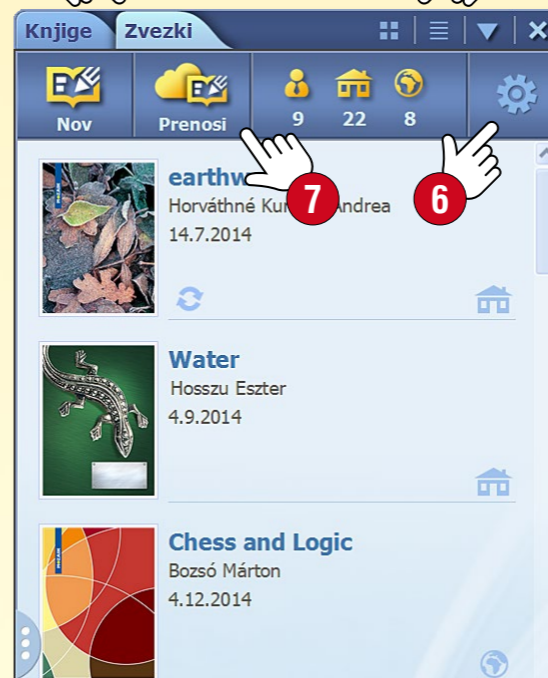 Knjige Zvezki
Nov Prenosi 9 22 8
7 6
Horváthné Andrea
14.7.2014
Water
Hosszu Eszter
4.9.2014
Chess and Logic
Bozsó Márton
4.12.2014